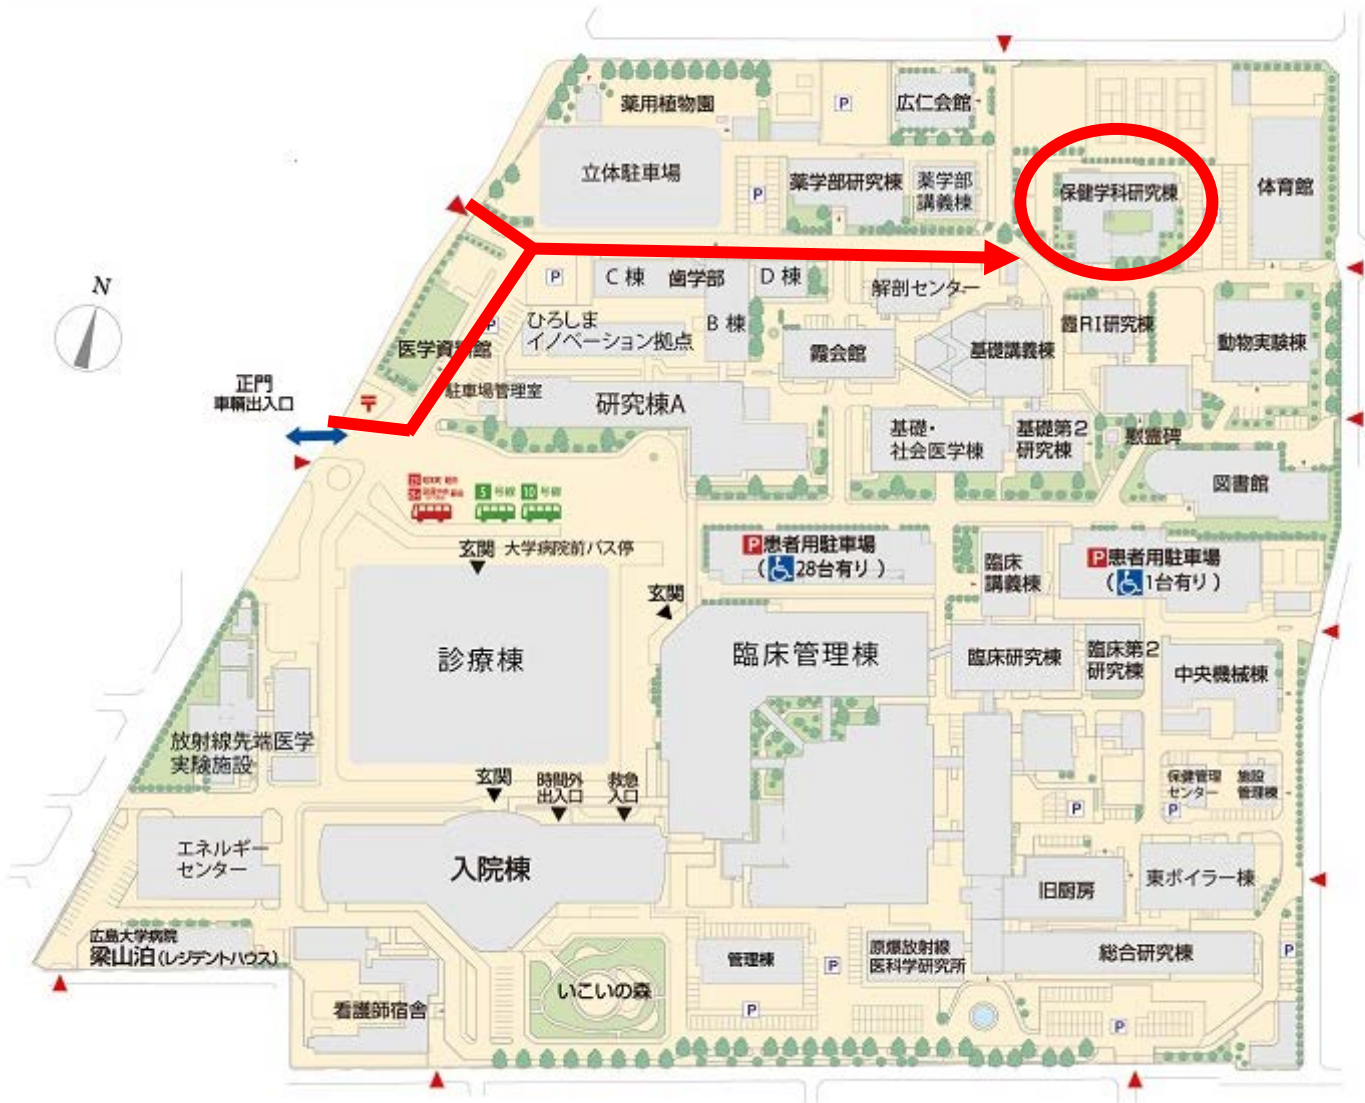 薬用植物園
P
広仁会館
立体駐車場
P
薬学部研究棟
薬学部
講義棟
保健学科研究棟
体育館
N
P
C 棟
歯学部
D 棟
解剖センター
P
ひろしま
イノベーション拠点
B 棟
霞会館
基礎講義棟
霞RI研究棟
動物実験棟
医学資料館
正門
車輛出入口
〒
駐車場管理室
研究棟A
基礎・
社会医学棟
基礎第2
研究棟
慰霊碑
図書館
5 号線
10 号線
玄関
大学病院前バス停
P患者用駐車場
( 28台有り )
臨床
講義棟
P患者用駐車場
( 1台有り )
玄関
診療棟
臨床管理棟
臨床研究棟
臨床第2
研究棟
中央機械棟
放射線先端医学
実験施設
玄関
時間外
出入口
救急
入口
保健管理
センター
P
施設
管理棟
P
エネルギー
センター
入院棟
旧厨房
東ボイラー棟
広島大学病院
梁山泊(レジデントハウス)
管理棟
P
原爆放射線
医科学研究所
総合研究棟
P
いこいの森
看護師宿舎
P
P